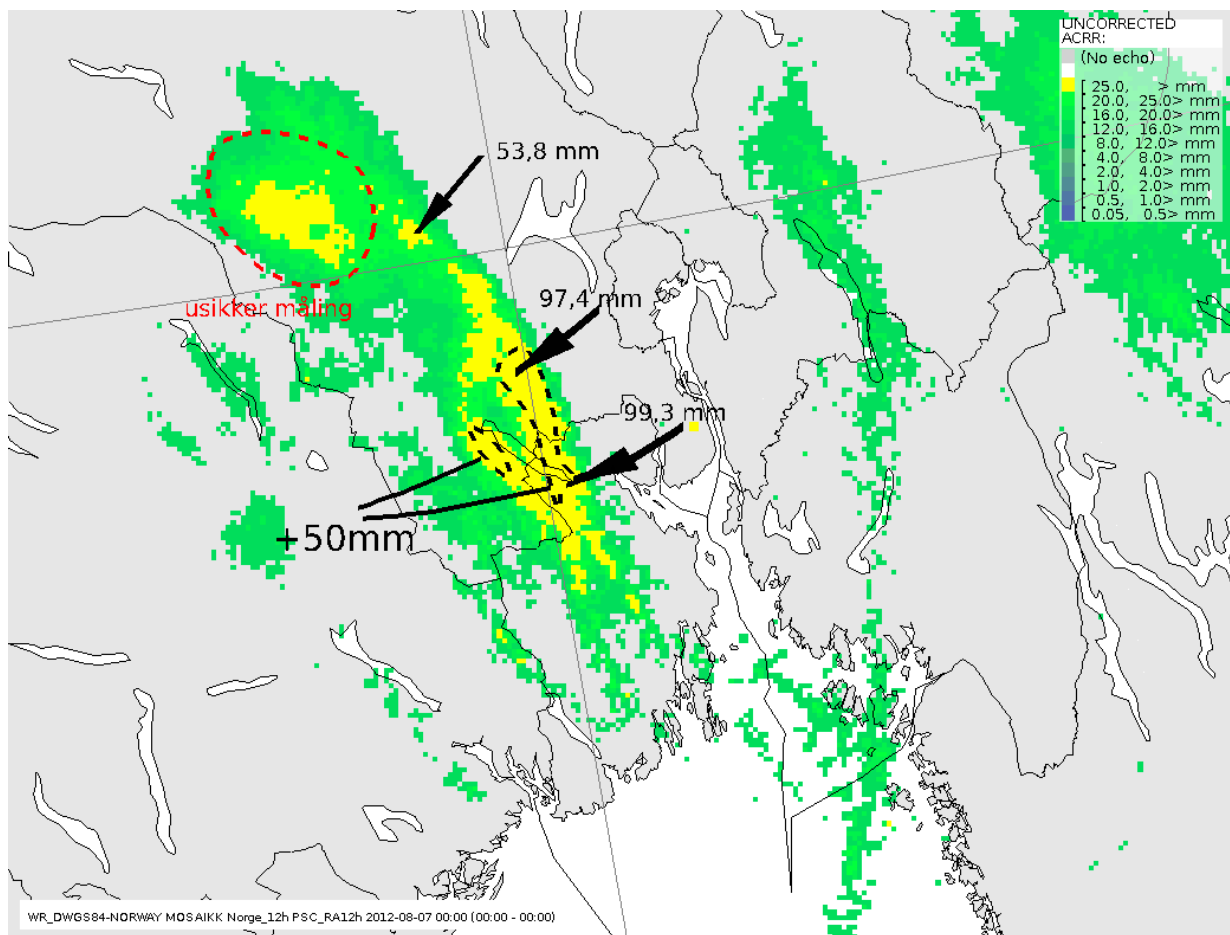 UNCORRECTED
ACRR:
(No echo)
[ 25.0, > mm
[ 20.0, 25.0> mm
[ 16.0, 20.0> mm
[ 12.0, 16.0> mm
[ 8.0, 12.0> mm
[ 4.0, 8.0> mm
[ 2.0, 4.0> mm
[ 1.0, 2.0> mm
[ 0.5, 1.0> mm
[ 0.05, 0.5> mm
53,8 mm
usikker måling
97,4 mm
99,3 mm
+50mm
WR_DWGS84-NORWAY MOSAIKK Norge_12h PSC_RA12h 2012-08-07 00:00 (00:00 - 00:00)